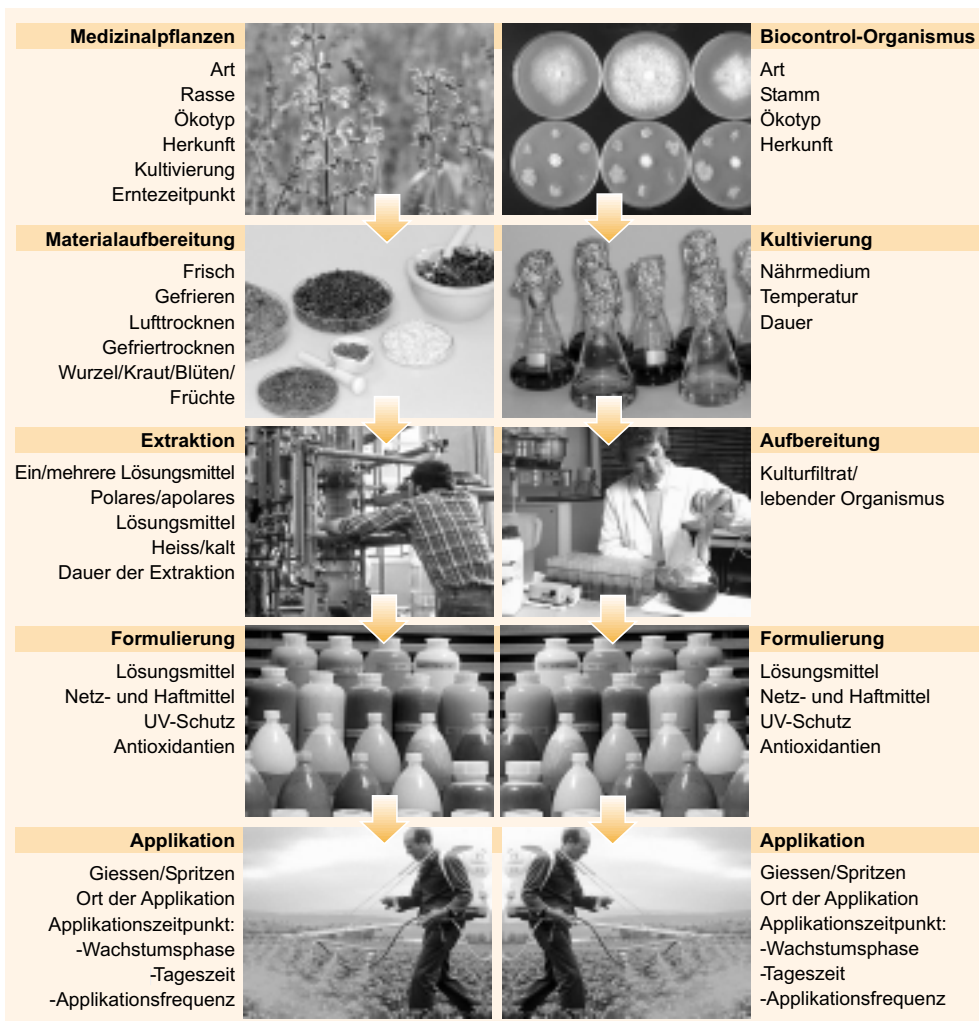 Medizinalpflanzen
Art
Rasse
Ökotyp
Herkunft
Kultivierung
Erntezeitpunkt
Biocontrol-Organismus
Art
Stamm
Ökotyp
Herkunft
Materialaufbereitung
Frisch
Gefrieren
Lufttrocknen
Gefriertrocknen
Wurzel/Kraut/Blüten/
Früchte
Kultivierung
Nährmedium
Temperatur
Dauer
Extraktion
Ein/mehrere Lösungsmittel
Polares/apolares
Lösungsmittel
Heiss/kalt
Dauer der Extraktion
Aufbereitung
Kulturfiltrat/
lebender Organismus
Formulierung
Lösungsmittel
Netz- und Haftmittel
UV-Schutz
Antioxidantien
Formulierung
Lösungsmittel
Netz- und Haftmittel
UV-Schutz
Antioxidantien
Applikation
Giessen/Spritzen
Ort der Applikation
Applikationszeitpunkt:
-Wachstumsphase
-Tageszeit
-Applikationsfrequenz
Applikation
Giessen/Spritzen
Ort der Applikation
Applikationszeitpunkt:
-Wachstumsphase
-Tageszeit
-Applikationsfrequenz